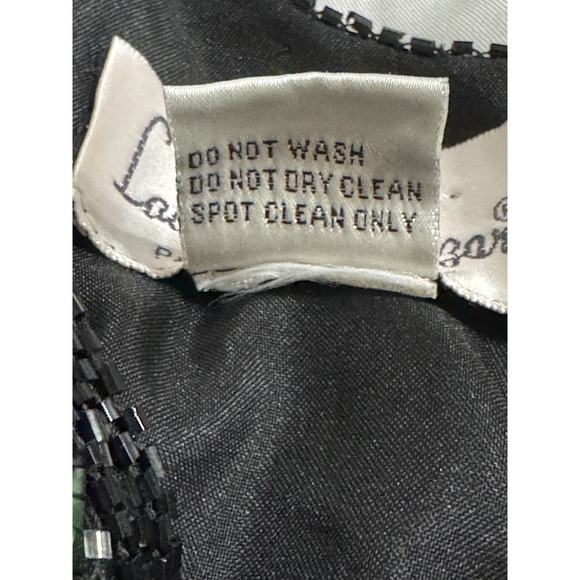 DO NOT WASH
DO NOT DRY CLEAN
SPOT CLEAN ONLY
®